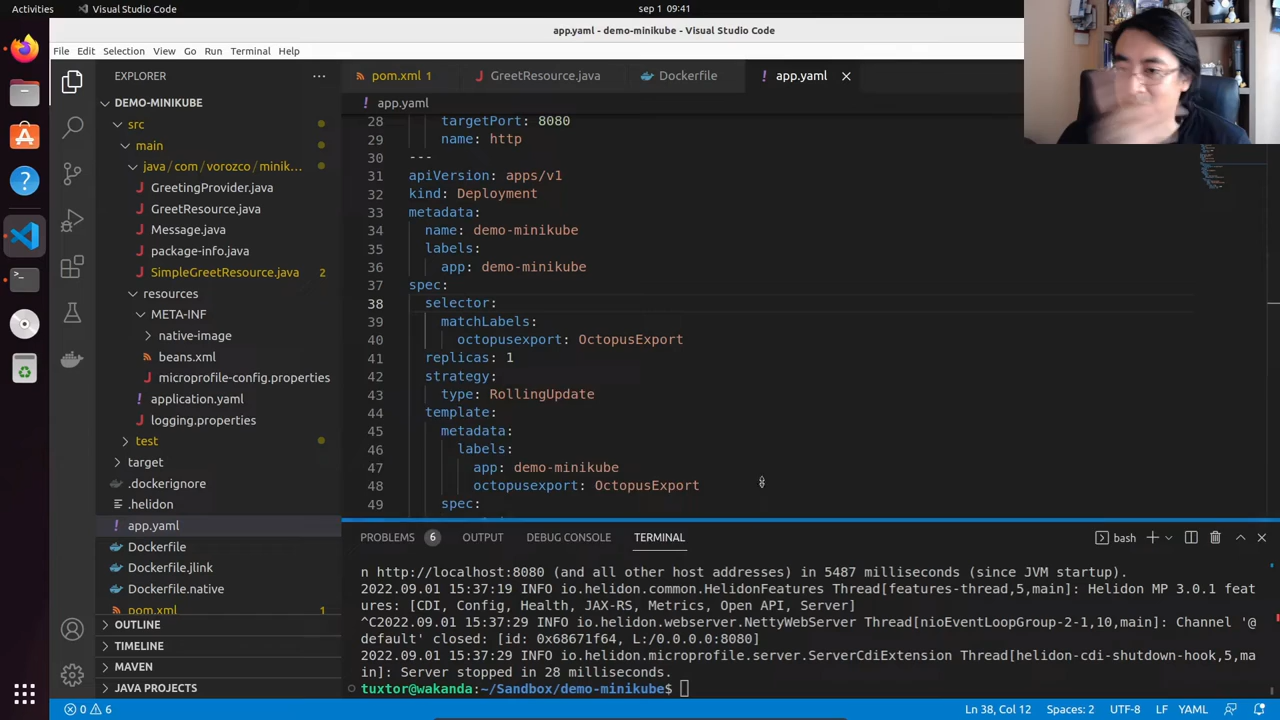 Activities
Visual Studio Code
sep 1 09:41
app.yaml - demo-minikube - Visual Studio Code
File Edit Selection View Go Run Terminal Help
EXPLORER
DEMO-MINIKUBE
src
main
java / com / vorozco / minik...
GreetingProvider.java
GreetResource.java
Message.java
package-info.java
SimpleGreetResource.java 2
resources
META-INF
native-image
beans.xml
microprofile-config.properties
application.yaml
logging.properties
test
target
.dockerignore
.helidon
app.yaml
Dockerfile
Dockerfile.jlink
Dockerfile.native
pom.xml 1
OUTLINE
TIMELINE
MAVEN
JAVA PROJECTS
pom.xml 1 GreetResource.java Dockerfile app.yaml
app.yaml
28 targetPort: 8080
29 name: http
30 ---
31 apiVersion: apps/v1
32 kind: Deployment
33 metadata:
34 name: demo-minikube
35 labels:
36 app: demo-minikube
37 spec:
38 selector:
39 matchLabels:
40 octopusexport: OctopusExport
41 replicas: 1
42 strategy:
43 type: RollingUpdate
44 template:
45 metadata:
46 labels:
47 app: demo-minikube
48 octopusexport: OctopusExport
49 spec:
PROBLEMS 6 OUTPUT DEBUG CONSOLE TERMINAL
bash
n http://localhost:8080 (and all other host addresses) in 5487 milliseconds (since JVM startup).
2022.09.01 15:37:19 INFO io.helidon.common.HelidonFeatures Thread[features-thread,5,main]: Helidon MP 3.0.1 feat
ures: [CDI, Config, Health, JAX-RS, Metrics, Open API, Server]
^C2022.09.01 15:37:29 INFO io.helidon.webserver.NettyWebServer Thread[nioEventLoopGroup-2-1,10,main]: Channel '@
default' closed: [id: 0x68671f64, L:/0.0.0.0:8080]
2022.09.01 15:37:29 INFO io.helidon.microprofile.server.ServerCdiExtension Thread[helidon-cdi-shutdown-hook,5,ma
in]: Server stopped in 28 milliseconds.
tuxtor@wakanda:~/Sandbox/demo-minikube$
0 6
Ln 38, Col 12 Spaces: 2 UTF-8 LF YAML